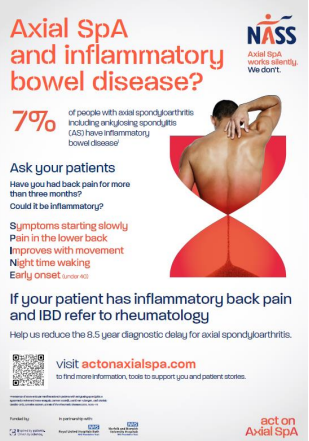 Axial SpA
and inflammatory
bowel disease?
NASS
Axial SpA
works silently.
We don't.
7%
of people with axial spondyloarthritis
including ankylosing spondylitis
(AS) have inflammatory
bowel disease¹
Ask your patients
Have you had back pain for more
than three months?
Could it be inflammatory?
Symptoms starting slowly
Pain in the lower back
Improves with movement
Night time waking
Early onset (under 40)
If your patient has inflammatory back pain
and IBD refer to rheumatology
Help us reduce the 8.5 year diagnostic delay for axial spondyloarthritis.
visit actonaxialspa.com
to find more information, tools to support you and patient stories.
Funded by
In partnership with:
NHS
NHS
act on
Axial SpA